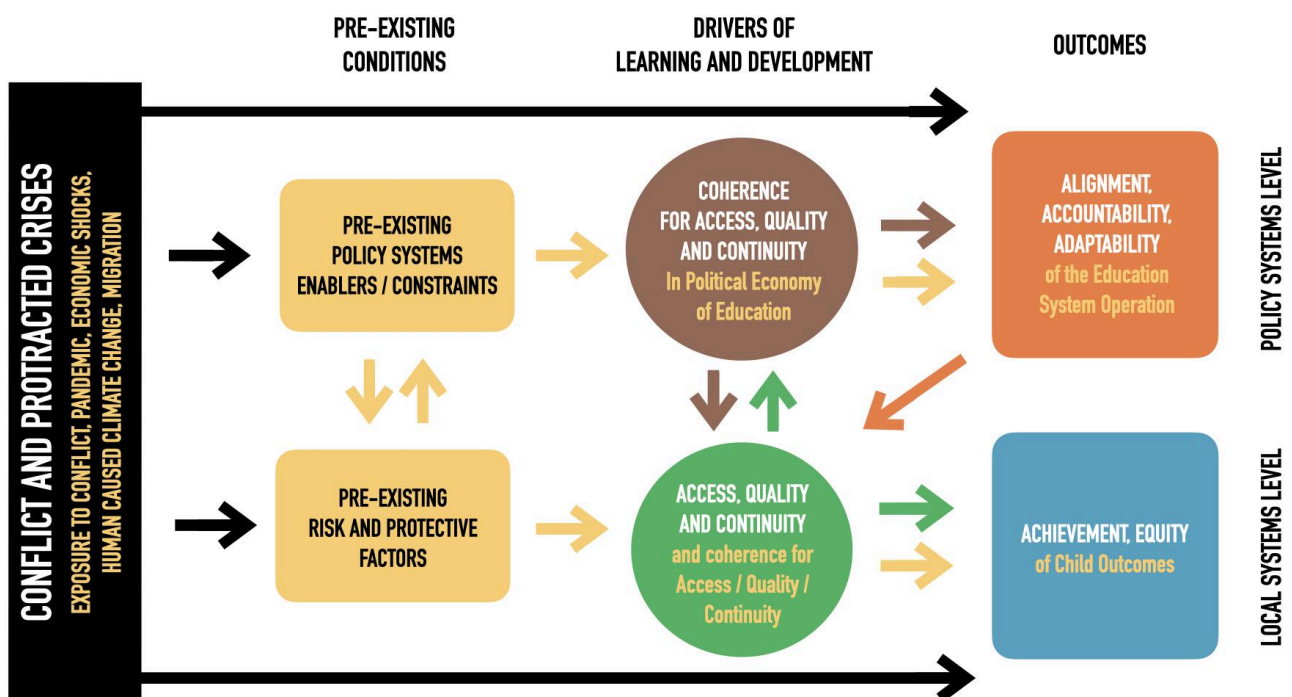 PRE-EXISTING
CONDITIONS
DRIVERS OF
LEARNING AND DEVELOPMENT
OUTCOMES
CONFLICT AND PROTRACTED CRISES
EXPOSURE TO CONFLICT, PANDEMIC, ECONOMIC SHOCKS,
HUMAN CAUSED CLIMATE CHANGE, MIGRATION
PRE-EXISTING
POLICY SYSTEMS
ENABLERS / CONSTRAINTS
COHERENCE
FOR ACCESS, QUALITY
AND CONTINUITY
In Political Economy
of Education
ALIGNMENT,
ACCOUNTABILITY,
ADAPTABILITY
of the Education
System Operation
POLICY SYSTEMS LEVEL
PRE-EXISTING
RISK AND PROTECTIVE
FACTORS
ACCESS, QUALITY
AND CONTINUITY
and coherence for
Access / Quality /
Continuity
ACHIEVEMENT, EQUITY
of Child Outcomes
LOCAL SYSTEMS LEVEL